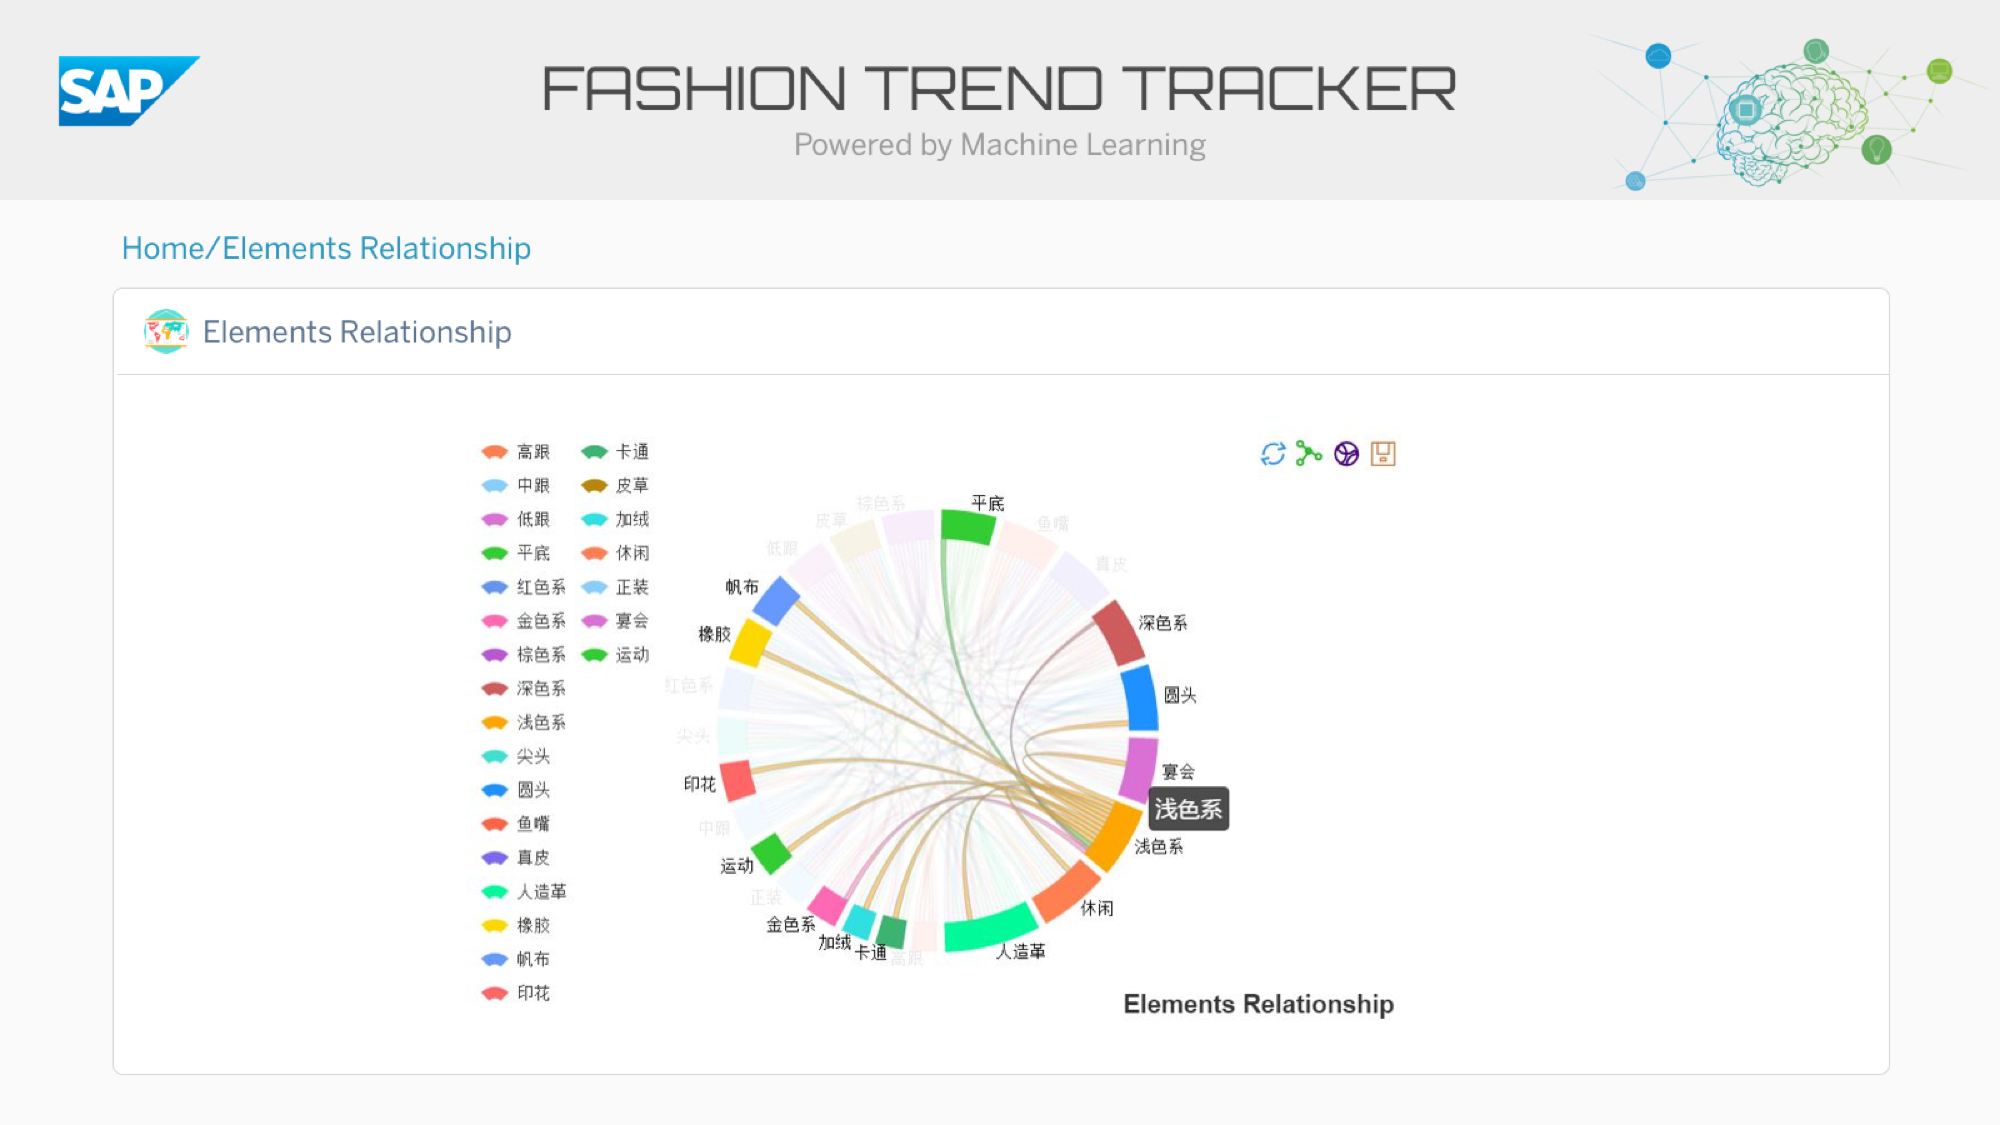 SAP
FASHION TREND TRACKER
Powered by Machine Learning
Home/Elements Relationship
Elements Relationship
高跟
中跟
低跟
平底
红色系
金色系
棕色系
深色系
浅色系
尖头
圆头
鱼嘴
真皮
人造革
橡胶
帆布
印花
卡通
皮草
加绒
休闲
正装
宴会
运动
棕色系
平底
皮草
鱼嘴
低跟
真皮
帆布
深色系
橡胶
红色系
圆头
尖头
宴会
印花
浅色系
中跟
浅色系
运动
正装
休闲
金色系
加绒
卡通
高跟
人造革
Elements Relationship